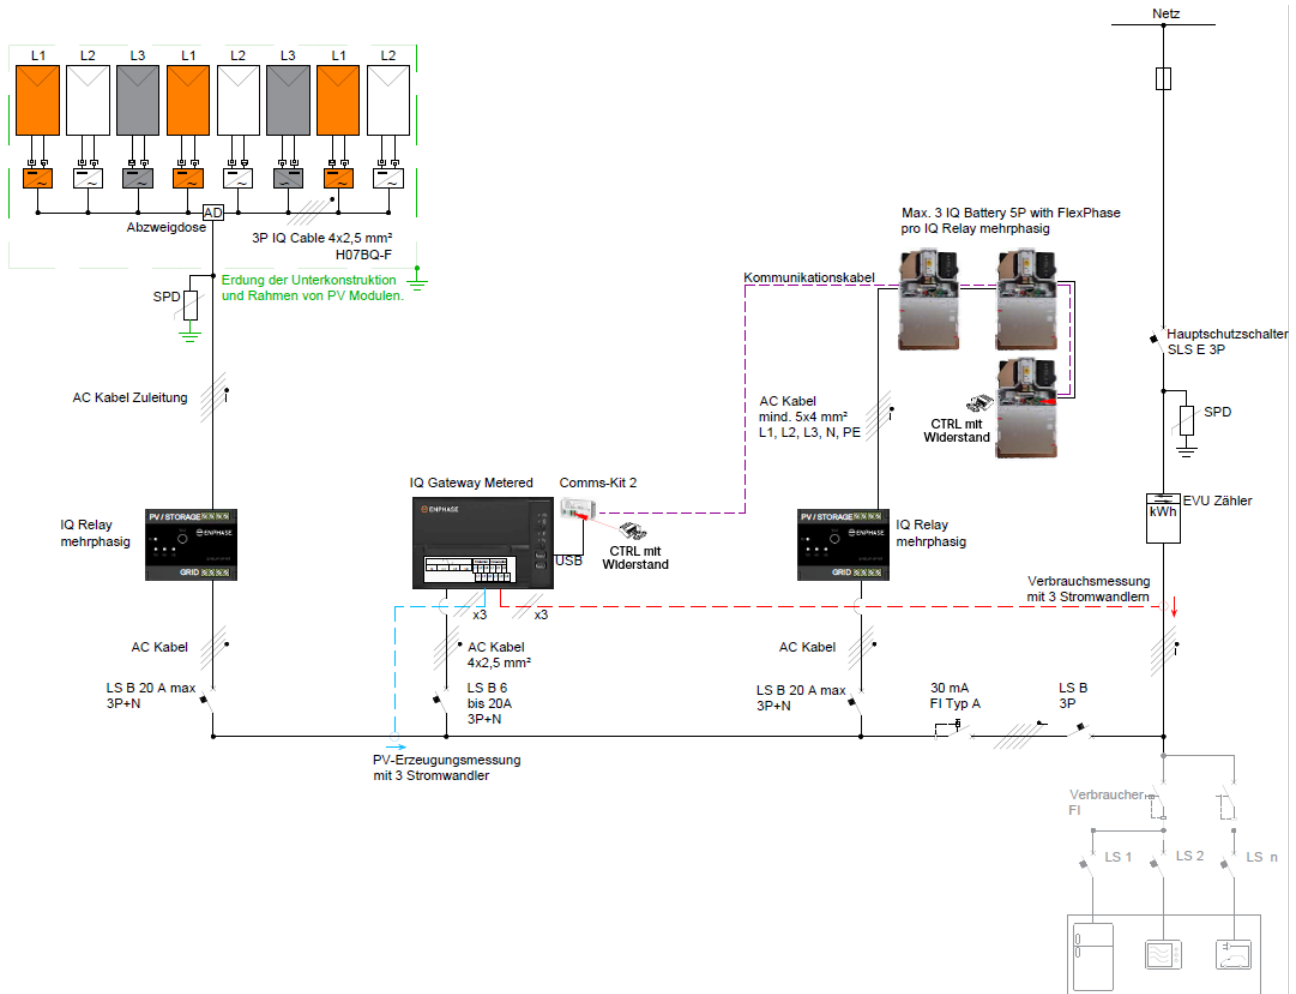 Netz
L1
L2
L3
L1
L2
L3
L1
L2
AD
Abzweigdose
3P IQ Cable 4x2,5 mm²
H07BQ-F
Erdung der Unterkonstruktion
und Rahmen von PV Modulen.
SPD
AC Kabel Zuleitung
Max. 3 IQ Battery 5P with FlexPhase
pro IQ Relay mehrphasig
Kommunikationskabel
Hauptschutzschalter
SLS E 3P
SPD
AC Kabel
mind. 5x4 mm²
L1, L2, L3, N, PE
CTRL mit
Widerstand
IQ Gateway Metered
Comms-Kit 2
ENPHASE
USB
CTRL mit
Widerstand
EVU Zähler
kWh
IQ Relay
mehrphasig
PV / STORAGE
ENPHASE
GRID
PV / STORAGE
ENPHASE
GRID
IQ Relay
mehrphasig
Verbrauchsmessung
mit 3 Stromwandlern
x3
x3
AC Kabel
AC Kabel
4x2,5 mm²
AC Kabel
LS B 20 A max
3P+N
LS B 6
bis 20A
3P+N
LS B 20 A max
3P+N
30 mA
FI Typ A
LS B
3P
PV-Erzeugungsmessung
mit 3 Stromwandler
Verbraucher
FI
LS 1
LS 2
LS n